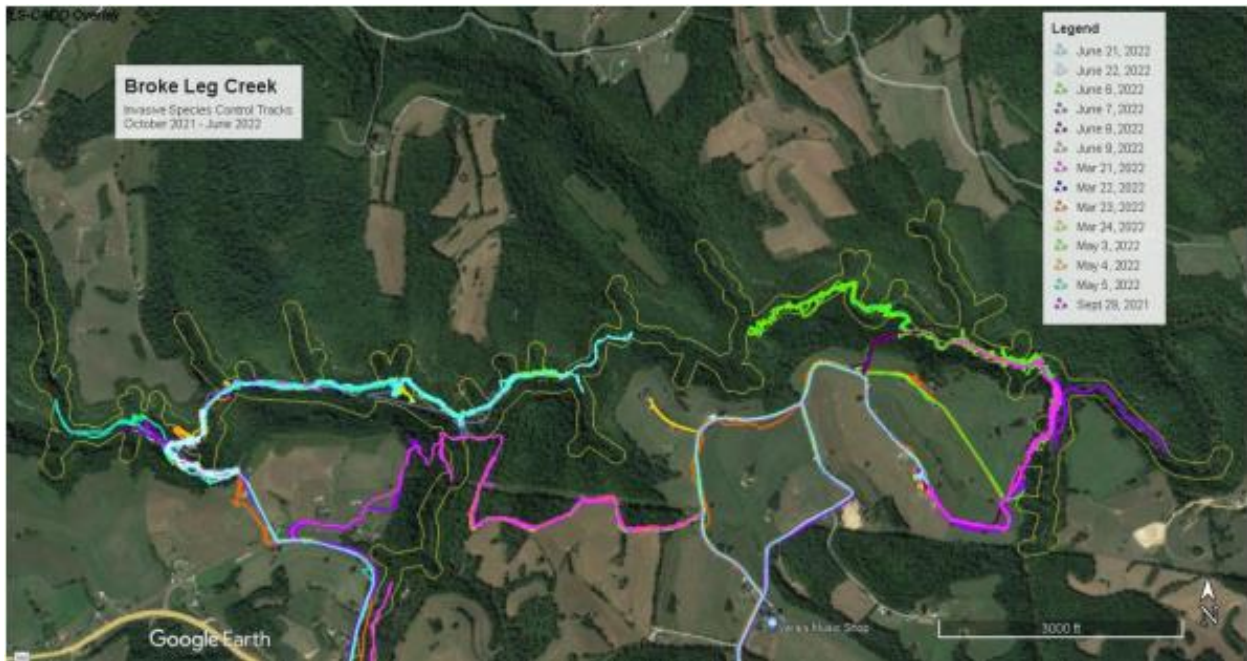 Broke Leg Creek
Invasive Species Control Tracks
October 2021 - June 2022
Legend
June 21, 2022
June 22, 2022
June 6, 2022
June 7, 2022
June 8, 2022
June 9, 2022
Mar 21, 2022
Mar 22, 2022
Mar 23, 2022
Mar 24, 2022
May 3, 2022
May 4, 2022
May 5, 2022
Sept 28, 2021
Google Earth
Music Shop
3000 ft
N